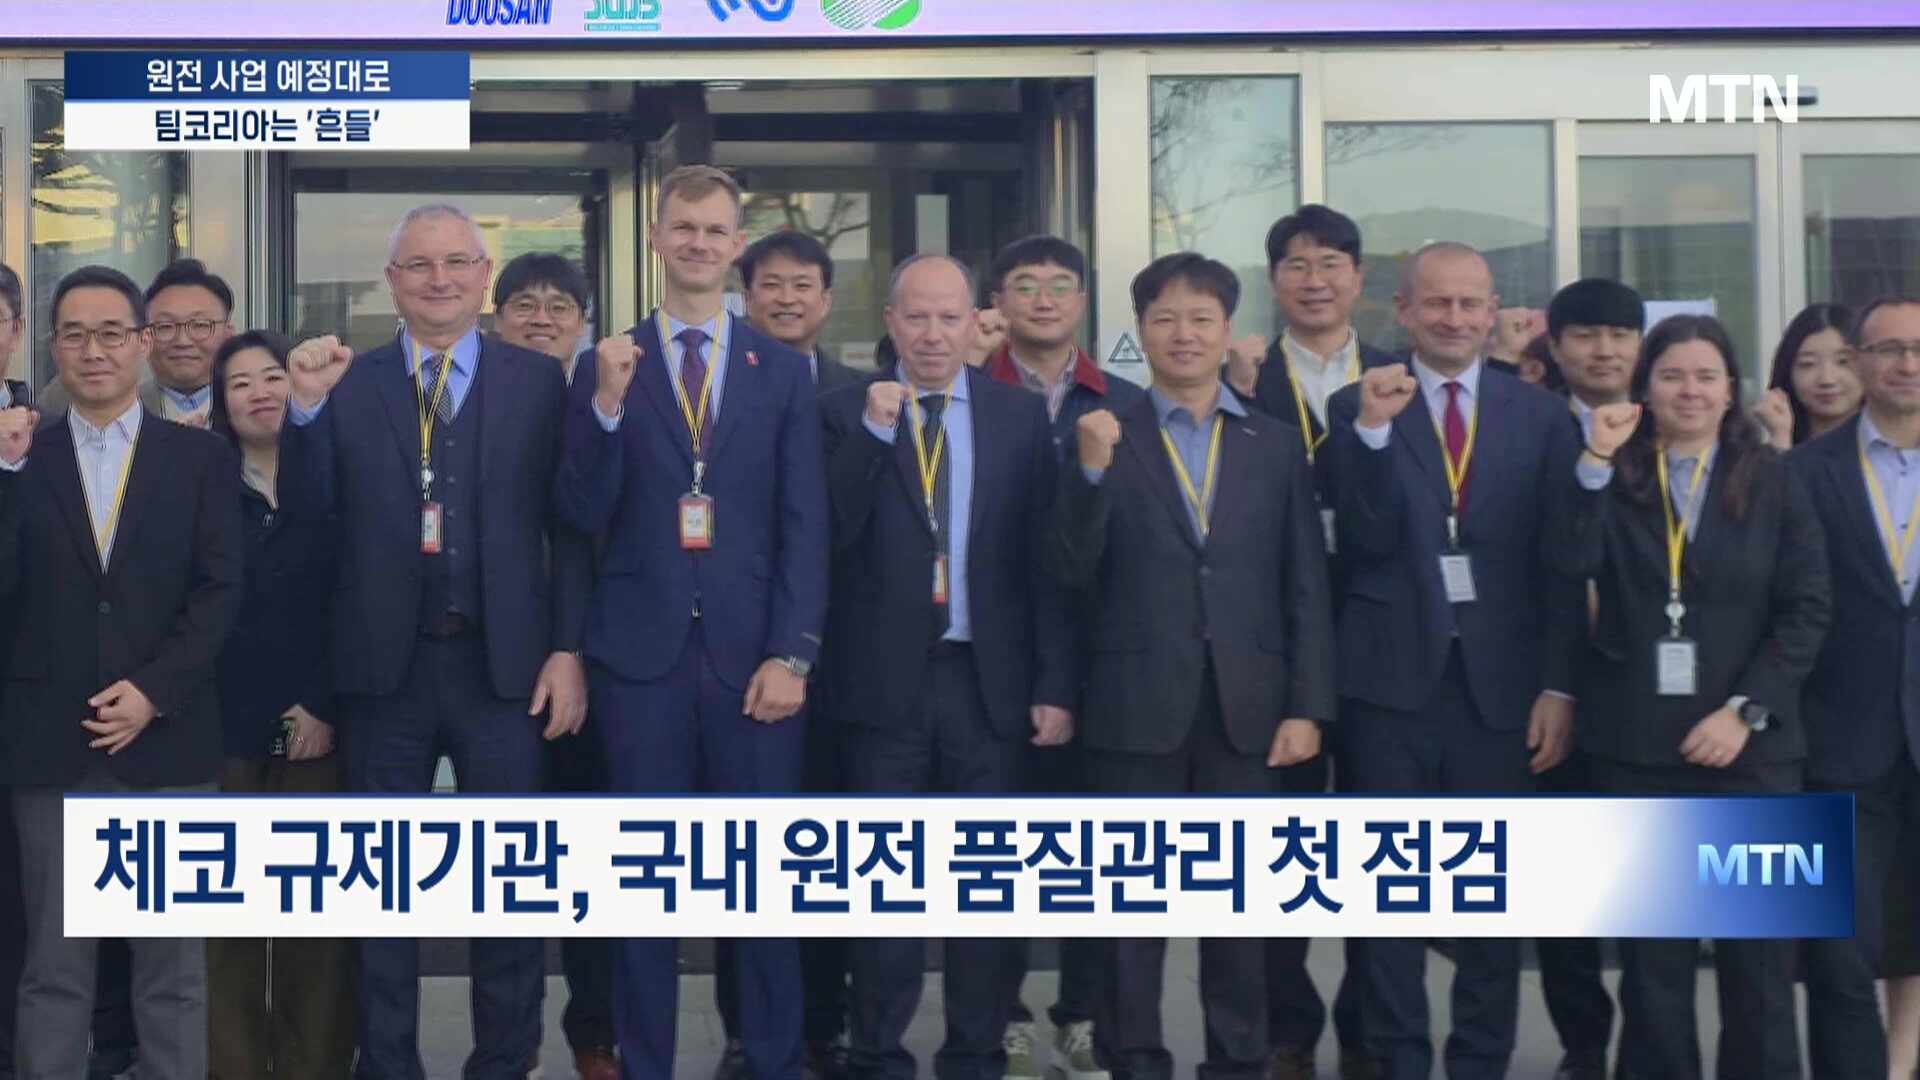 DOOSAN
원전 사업 예정대로
팀코리아는 '흔들'
MTN
체코 규제기관, 국내 원전 품질관리 첫 점검
MTN